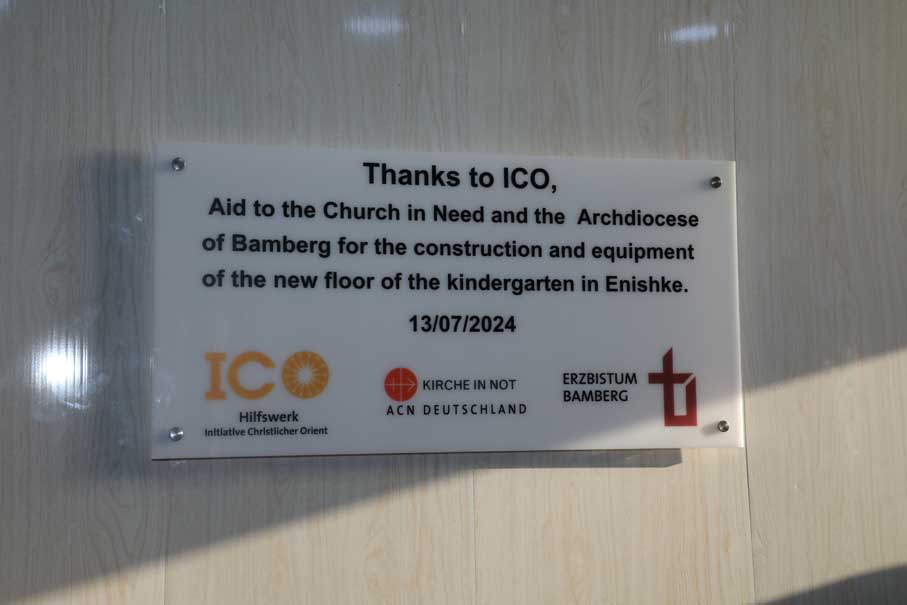 Thanks to ICO,
Aid to the Church in Need and the Archdiocese
of Bamberg for the construction and equipment
of the new floor of the kindergarten in Enishke.
13/07/2024
ICO
Hilfswerk
Initiative Christlicher Orient
KIRCHE IN NOT
ACN DEUTSCHLAND
ERZBISTUM
BAMBERG